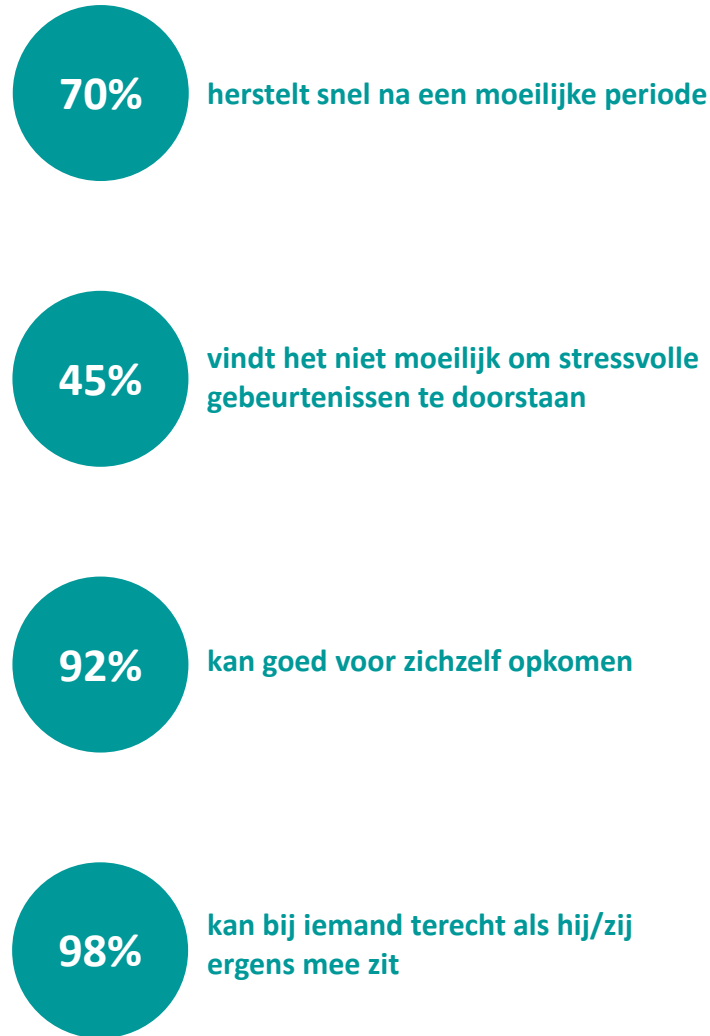 70%
herstelt snel na een moeilijke periode
45%
vindt het niet moeilijk om stressvolle
gebeurtenissen te doorstaan
92%
kan goed voor zichzelf opkomen
98%
kan bij iemand terecht als hij/zij
ergens mee zit